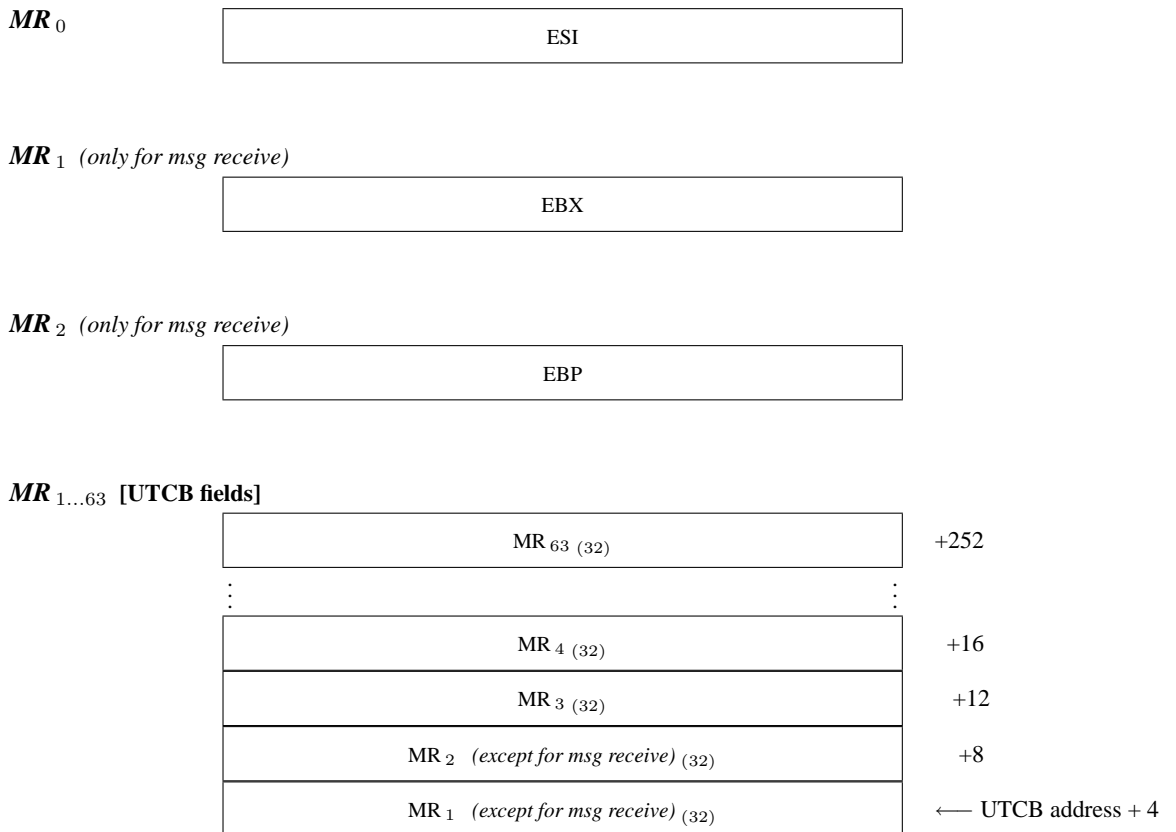 MR 0
ESI
MR 1 (only for msg receive)
EBX
MR 2 (only for msg receive)
EBP
MR 1...63 [UTCB fields]
MR 63 (32) +252
⋮ ⋮
MR 4 (32) +16
MR 3 (32) +12
MR 2 (except for msg receive) (32) +8
MR 1 (except for msg receive) (32) ←— UTCB address + 4